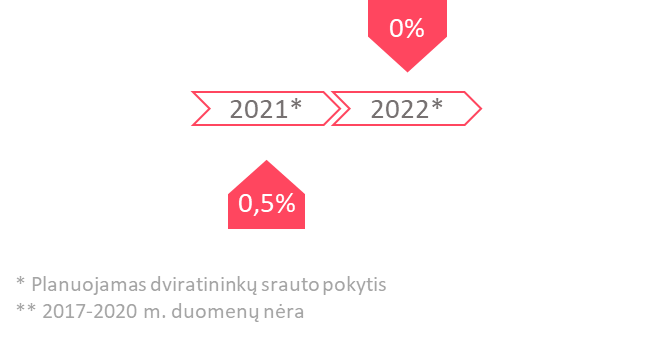 0%
2021* 2022*
0,5%
* Planuojamas dviratininkų srauto pokytis
** 2017-2020 m. duomenų nėra